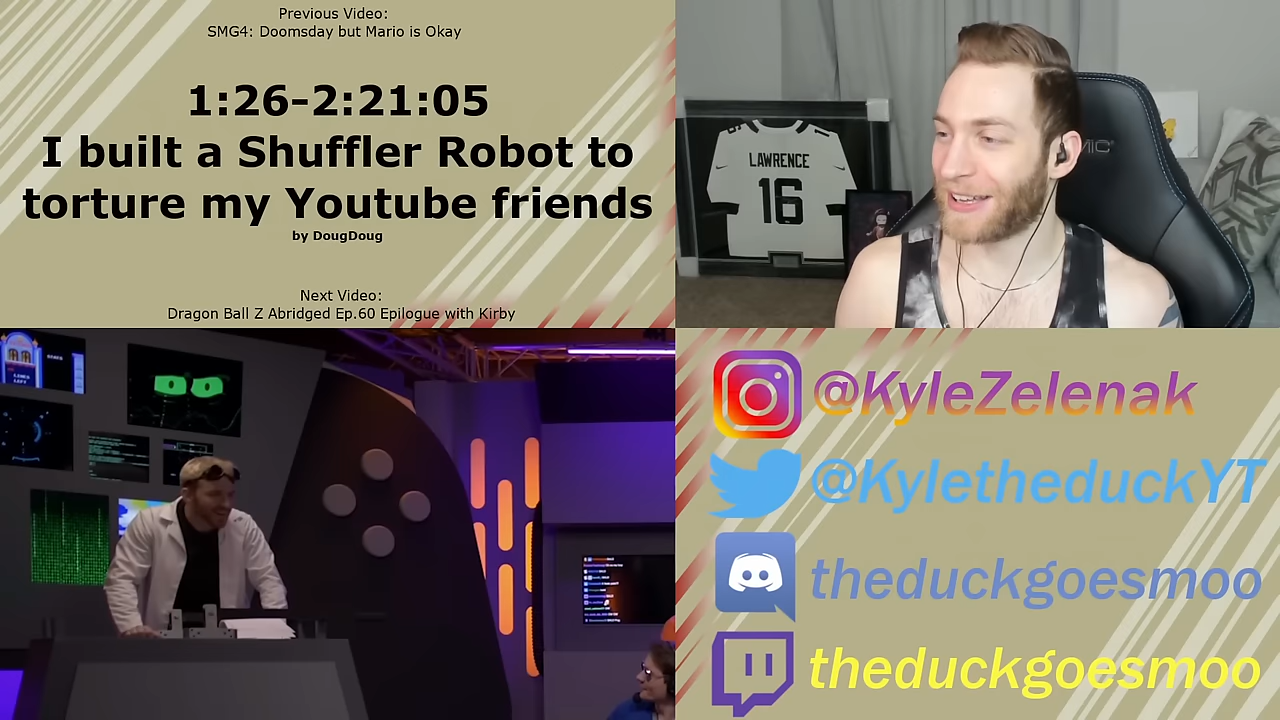 Previous Video:
SMG4: Doomsday but Mario is Okay
1:26-2:21:05
I built a Shuffler Robot to
torture my Youtube friends
by DougDoug
Next Video:
Dragon Ball Z Abridged Ep.60 Epilogue with Kirby
LAWRENCE
16
@KyleZelenak
@KyletheduckYT
theduckgoesmoo
theduckgoesmoo